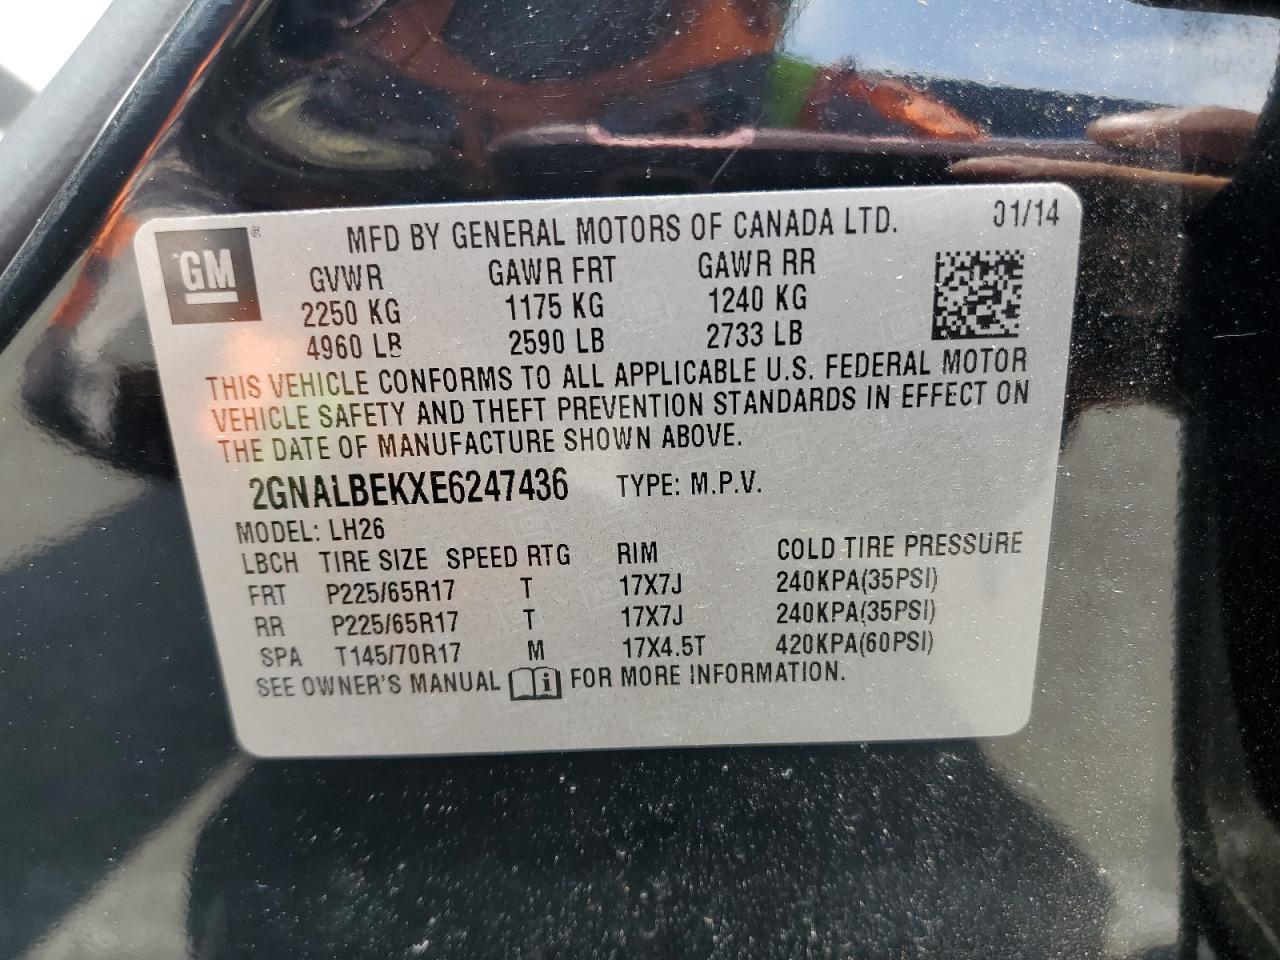 MFD BY GENERAL MOTORS OF CANADA LTD. 01/14
GM ®
GVWR GAWR FRT GAWR RR
2250 KG 1175 KG 1240 KG
4960 LB 2590 LB 2733 LB
THIS VEHICLE CONFORMS TO ALL APPLICABLE U.S. FEDERAL MOTOR
VEHICLE SAFETY AND THEFT PREVENTION STANDARDS IN EFFECT ON
THE DATE OF MANUFACTURE SHOWN ABOVE.
2GNALBEKXE6247436 TYPE: M.P.V.
MODEL: LH26
LBCH TIRE SIZE SPEED RTG RIM COLD TIRE PRESSURE
FRT P225/65R17 T 17X7J 240KPA(35PSI)
RR P225/65R17 T 17X7J 240KPA(35PSI)
SPA T145/70R17 M 17X4.5T 420KPA(60PSI)
SEE OWNER'S MANUAL i FOR MORE INFORMATION.